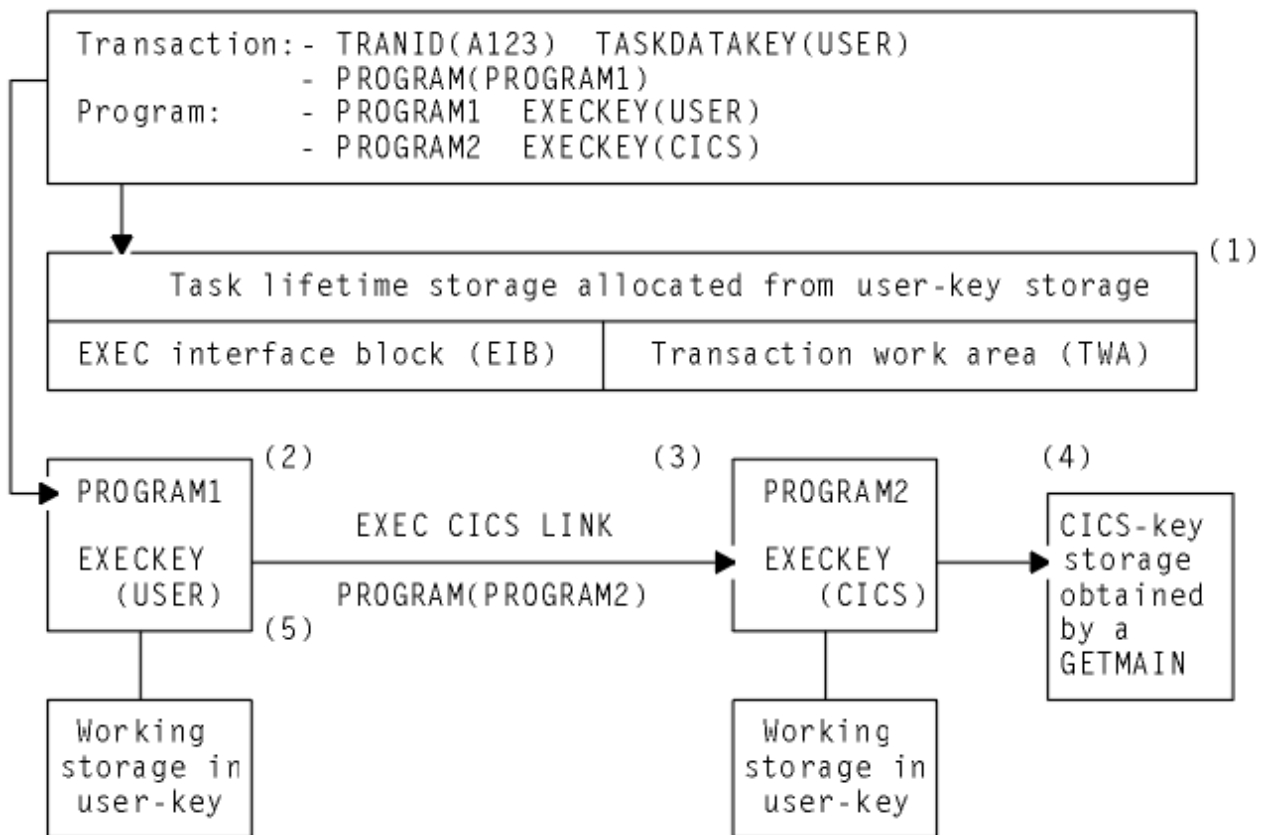 Transaction:- TRANID(A123) TASKDATAKEY(USER)
- PROGRAM(PROGRAM1)
Program: - PROGRAM1 EXECKEY(USER)
- PROGRAM2 EXECKEY(CICS)
(1)
Task lifetime storage allocated from user-key storage
EXEC interface block (EIB)
Transaction work area (TWA)
(2)
PROGRAM1
EXECKEY
(USER)
(5)
EXEC CICS LINK
PROGRAM(PROGRAM2)
(3)
PROGRAM2
EXECKEY
(CICS)
(4)
CICS-key
storage
obtained
by a
GETMAIN
Working
storage in
user-key
Working
storage in
user-key